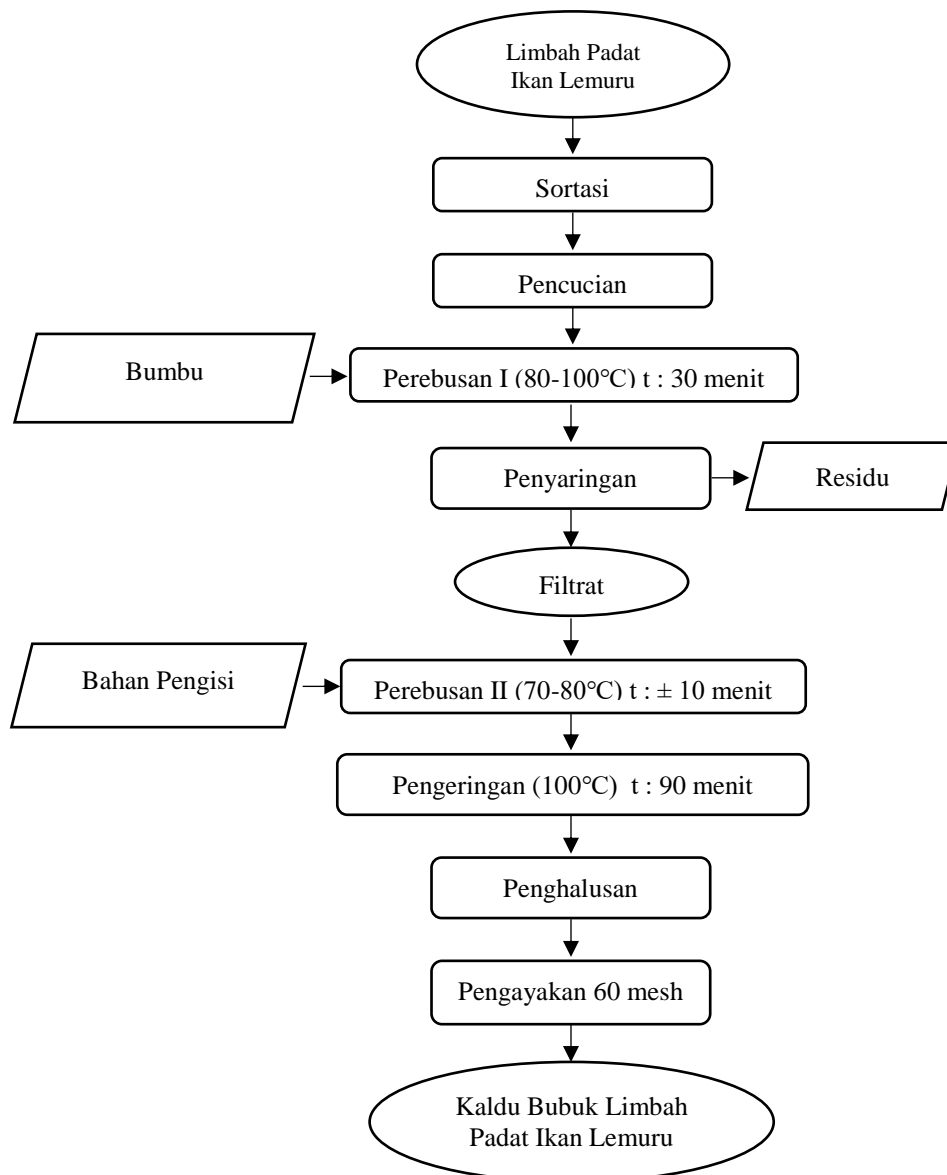 Limbah Padat
Ikan Lemuru
Sortasi
Pencucian
Bumbu
Perebusan I (80-100°C) t : 30 menit
Penyaringan
Residu
Filtrat
Bahan Pengisi
Perebusan II (70-80°C) t : ± 10 menit
Pengeringan (100°C) t : 90 menit
Penghalusan
Pengayakan 60 mesh
Kaldu Bubuk Limbah
Padat Ikan Lemuru